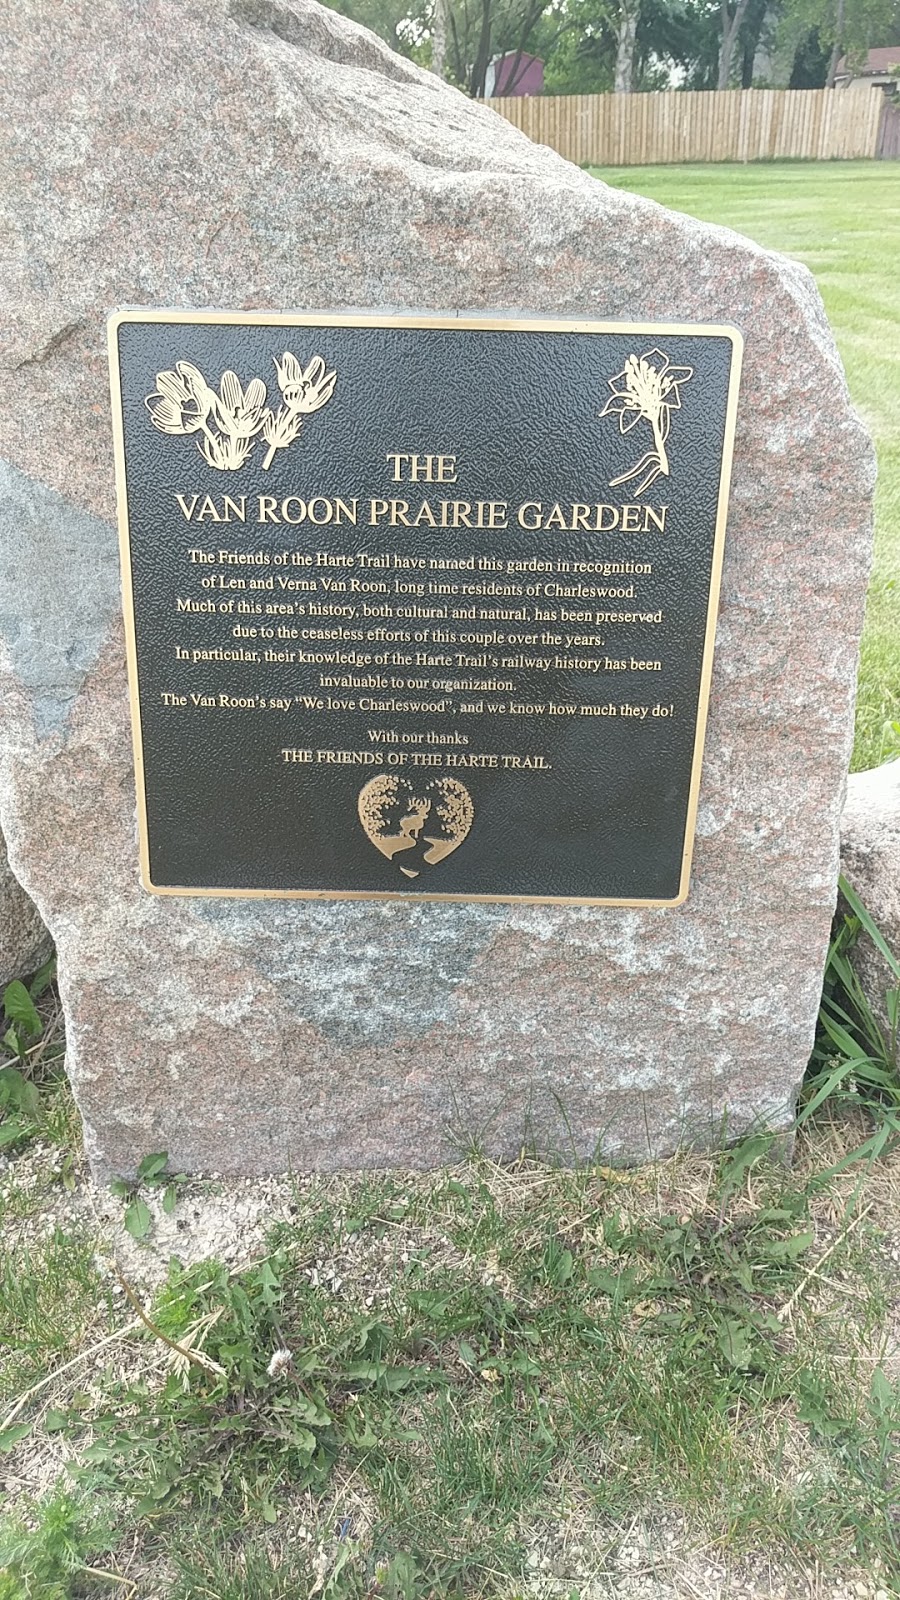 THE
VAN ROON PRAIRIE GARDEN
The Friends of the Harte Trail have named this garden in recognition
of Len and Verna Van Roon, long time residents of Charleswood.
Much of this area's history, both cultural and natural, has been preserved
due to the ceaseless efforts of this couple over the years.
In particular, their knowledge of the Harte Trail's railway history has been
invaluable to our organization.
The Van Roon's say "We love Charleswood", and we know how much they do!
With our thanks
THE FRIENDS OF THE HARTE TRAIL.